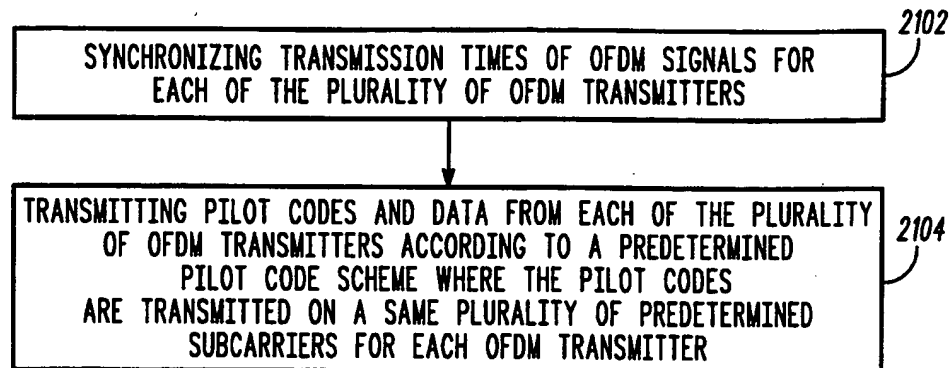 2102
SYNCHRONIZING TRANSMISSION TIMES OF OFDM SIGNALS FOR
EACH OF THE PLURALITY OF OFDM TRANSMITTERS
TRANSMITTING PILOT CODES AND DATA FROM EACH OF THE PLURALITY
OF OFDM TRANSMITTERS ACCORDING TO A PREDETERMINED
PILOT CODE SCHEME WHERE THE PILOT CODES
ARE TRANSMITTED ON A SAME PLURALITY OF PREDETERMINED
SUBCARRIERS FOR EACH OFDM TRANSMITTER
2104